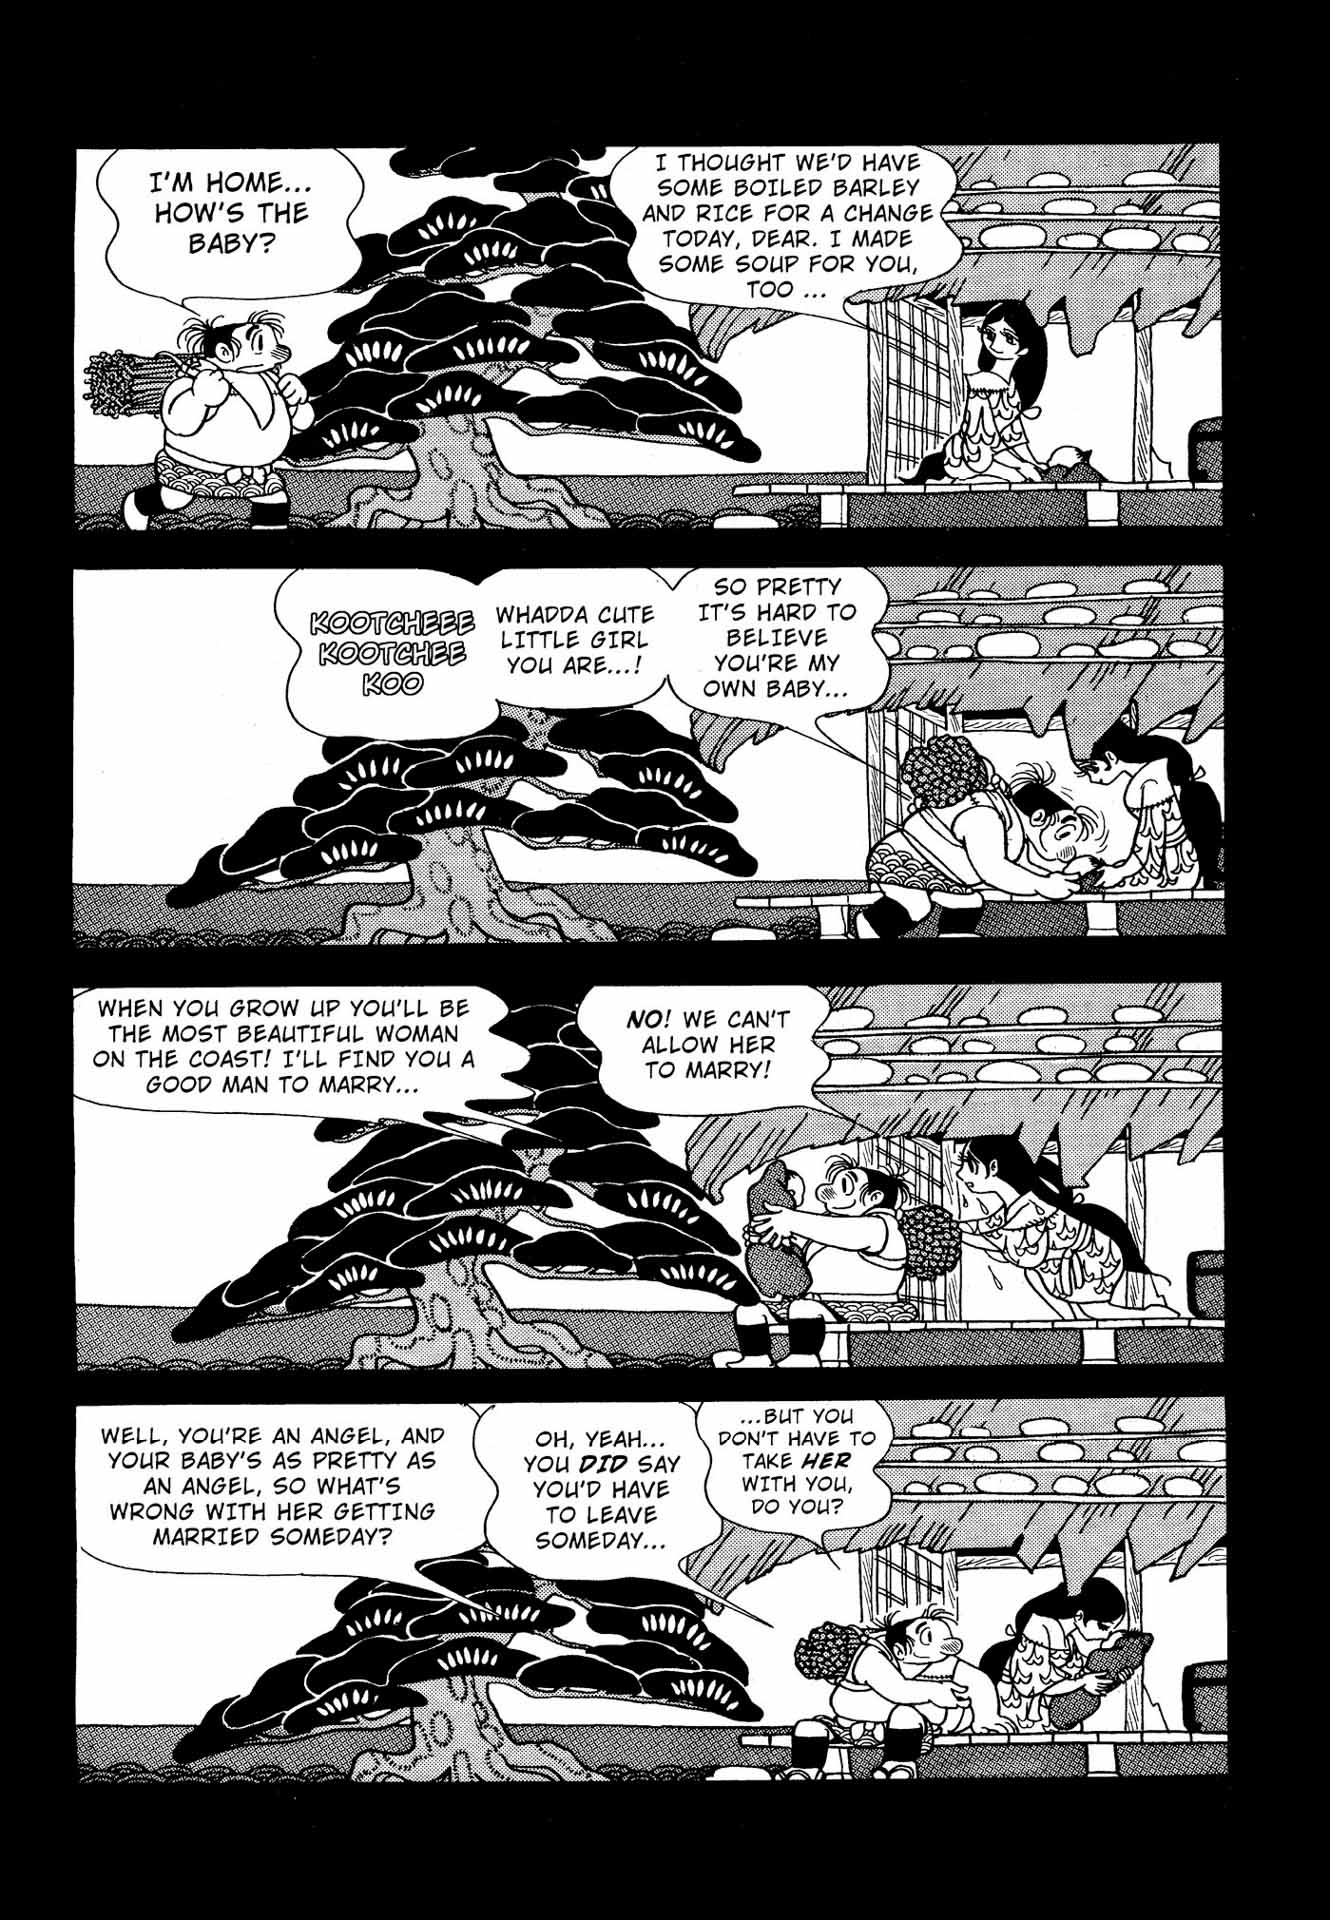 I'M HOME...
HOW'S THE
BABY?
I THOUGHT WE'D HAVE
SOME BOILED BARLEY
AND RICE FOR A CHANGE
TODAY, DEAR. I MADE
SOME SOUP FOR YOU,
TOO ...
KOOTCHEEE
KOOTCHEE
KOO
WHADDA CUTE
LITTLE GIRL
YOU ARE...!
SO PRETTY
IT'S HARD TO
BELIEVE
YOU'RE MY
OWN BABY...
WHEN YOU GROW UP YOU'LL BE
THE MOST BEAUTIFUL WOMAN
ON THE COAST! I'LL FIND YOU A
GOOD MAN TO MARRY...
NO! WE CAN'T
ALLOW HER
TO MARRY!
WELL, YOU'RE AN ANGEL, AND
YOUR BABY'S AS PRETTY AS
AN ANGEL, SO WHAT'S
WRONG WITH HER GETTING
MARRIED SOMEDAY?
OH, YEAH...
YOU DID SAY
YOU'D HAVE
TO LEAVE
SOMEDAY...
...BUT YOU
DON'T HAVE TO
TAKE HER
WITH YOU,
DO YOU?